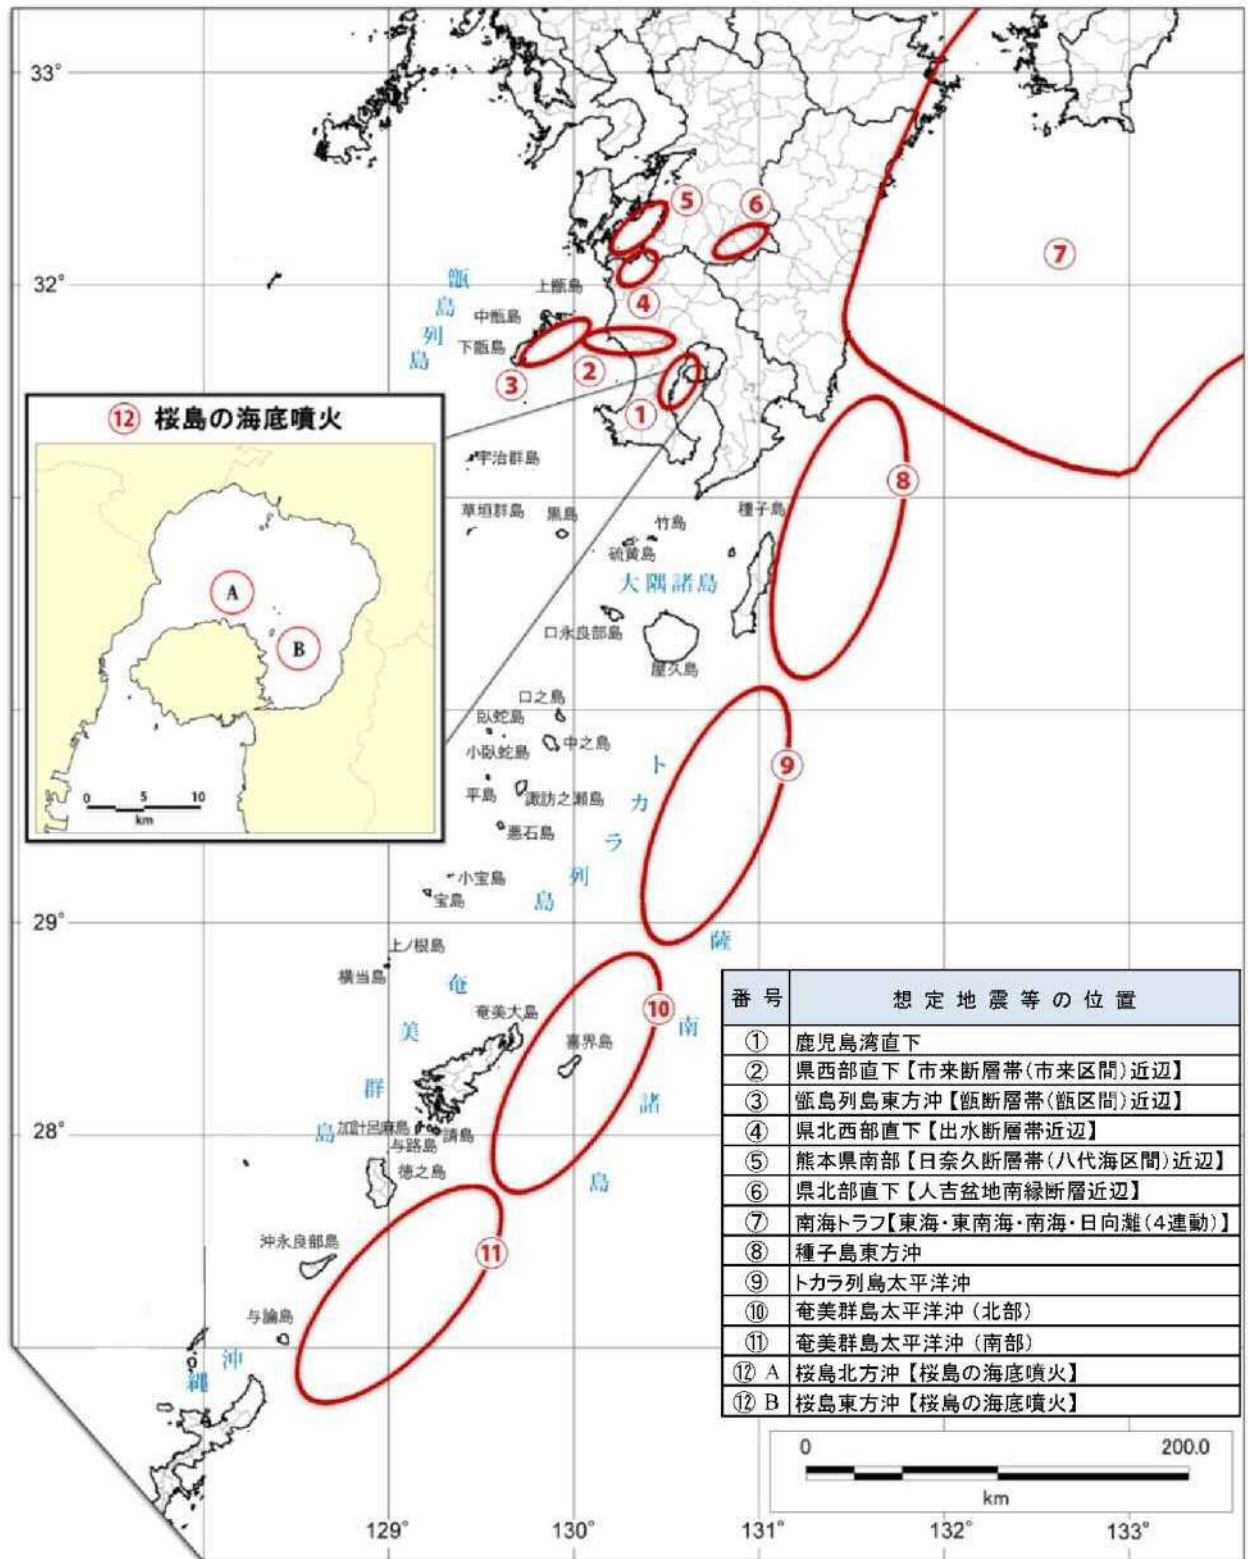 33°
⑤
⑥
⑦
32°
甑島列島
上甑島
中甑島
下甑島
④
③
②
①
⑫ 桜島の海底噴火
A
B
0 5 10
km
宇治群島
⑧
草垣群島
黒島
竹島
種子島
硫黄島
大隅諸島
口永良部島
屋久島
口之島
臥蛇島
中之島
小臥蛇島
トカラ列島
⑨
平島
諏訪之瀬島
悪石島
小宝島
宝島
29°
上ノ根島
横当島
薩南諸島
奄美群島
奄美大島
⑩
喜界島
28°
加計呂麻島
請島
与路島
徳之島
沖永良部島
⑪
与論島
沖縄
番号 想定地震等の位置
① 鹿児島湾直下
② 県西部直下【市来断層帯(市来区間)近辺】
③ 甑島列島東方沖【甑断層帯(甑区間)近辺】
④ 県北西部直下【出水断層帯近辺】
⑤ 熊本県南部【日奈久断層帯(八代海区間)近辺】
⑥ 県北部直下【人吉盆地南縁断層近辺】
⑦ 南海トラフ【東海・東南海・南海・日向灘(4連動)】
⑧ 種子島東方沖
⑨ トカラ列島太平洋沖
⑩ 奄美群島太平洋沖(北部)
⑪ 奄美群島太平洋沖(南部)
⑫ A 桜島北方沖【桜島の海底噴火】
⑫ B 桜島東方沖【桜島の海底噴火】
0 200.0
km
129° 130° 131° 132° 133°